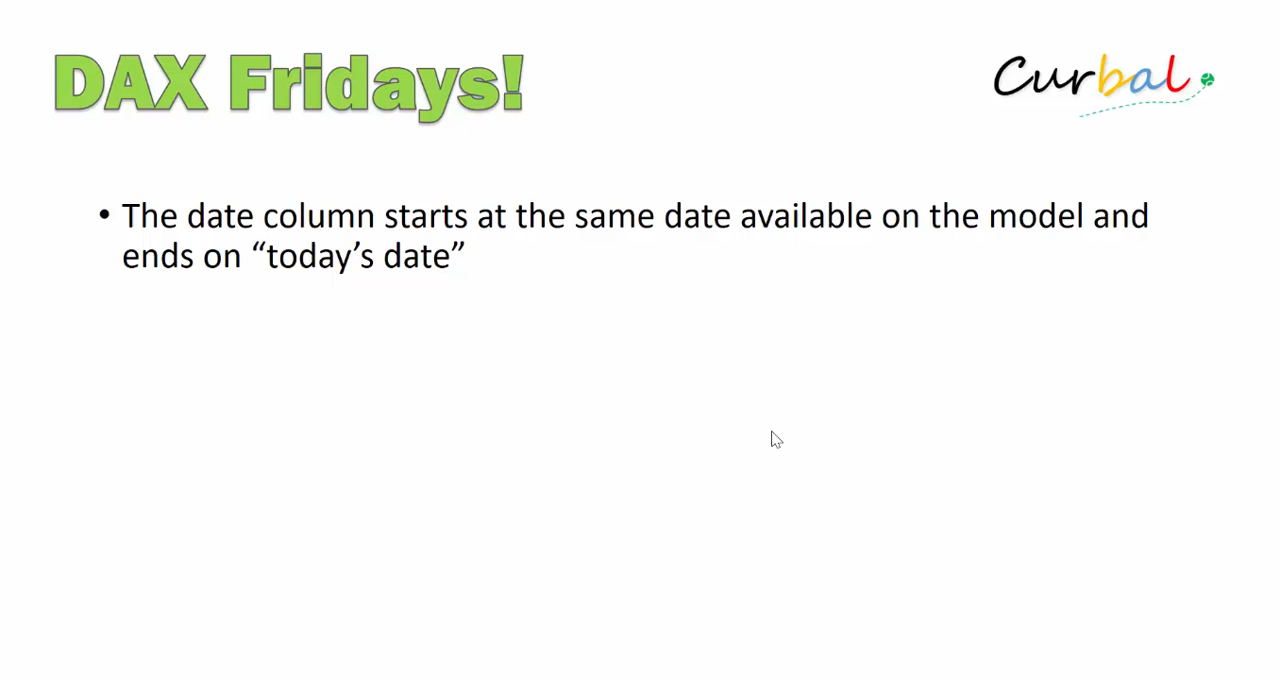 DAX Fridays!
Curbal
• The date column starts at the same date available on the model and
ends on “today’s date”